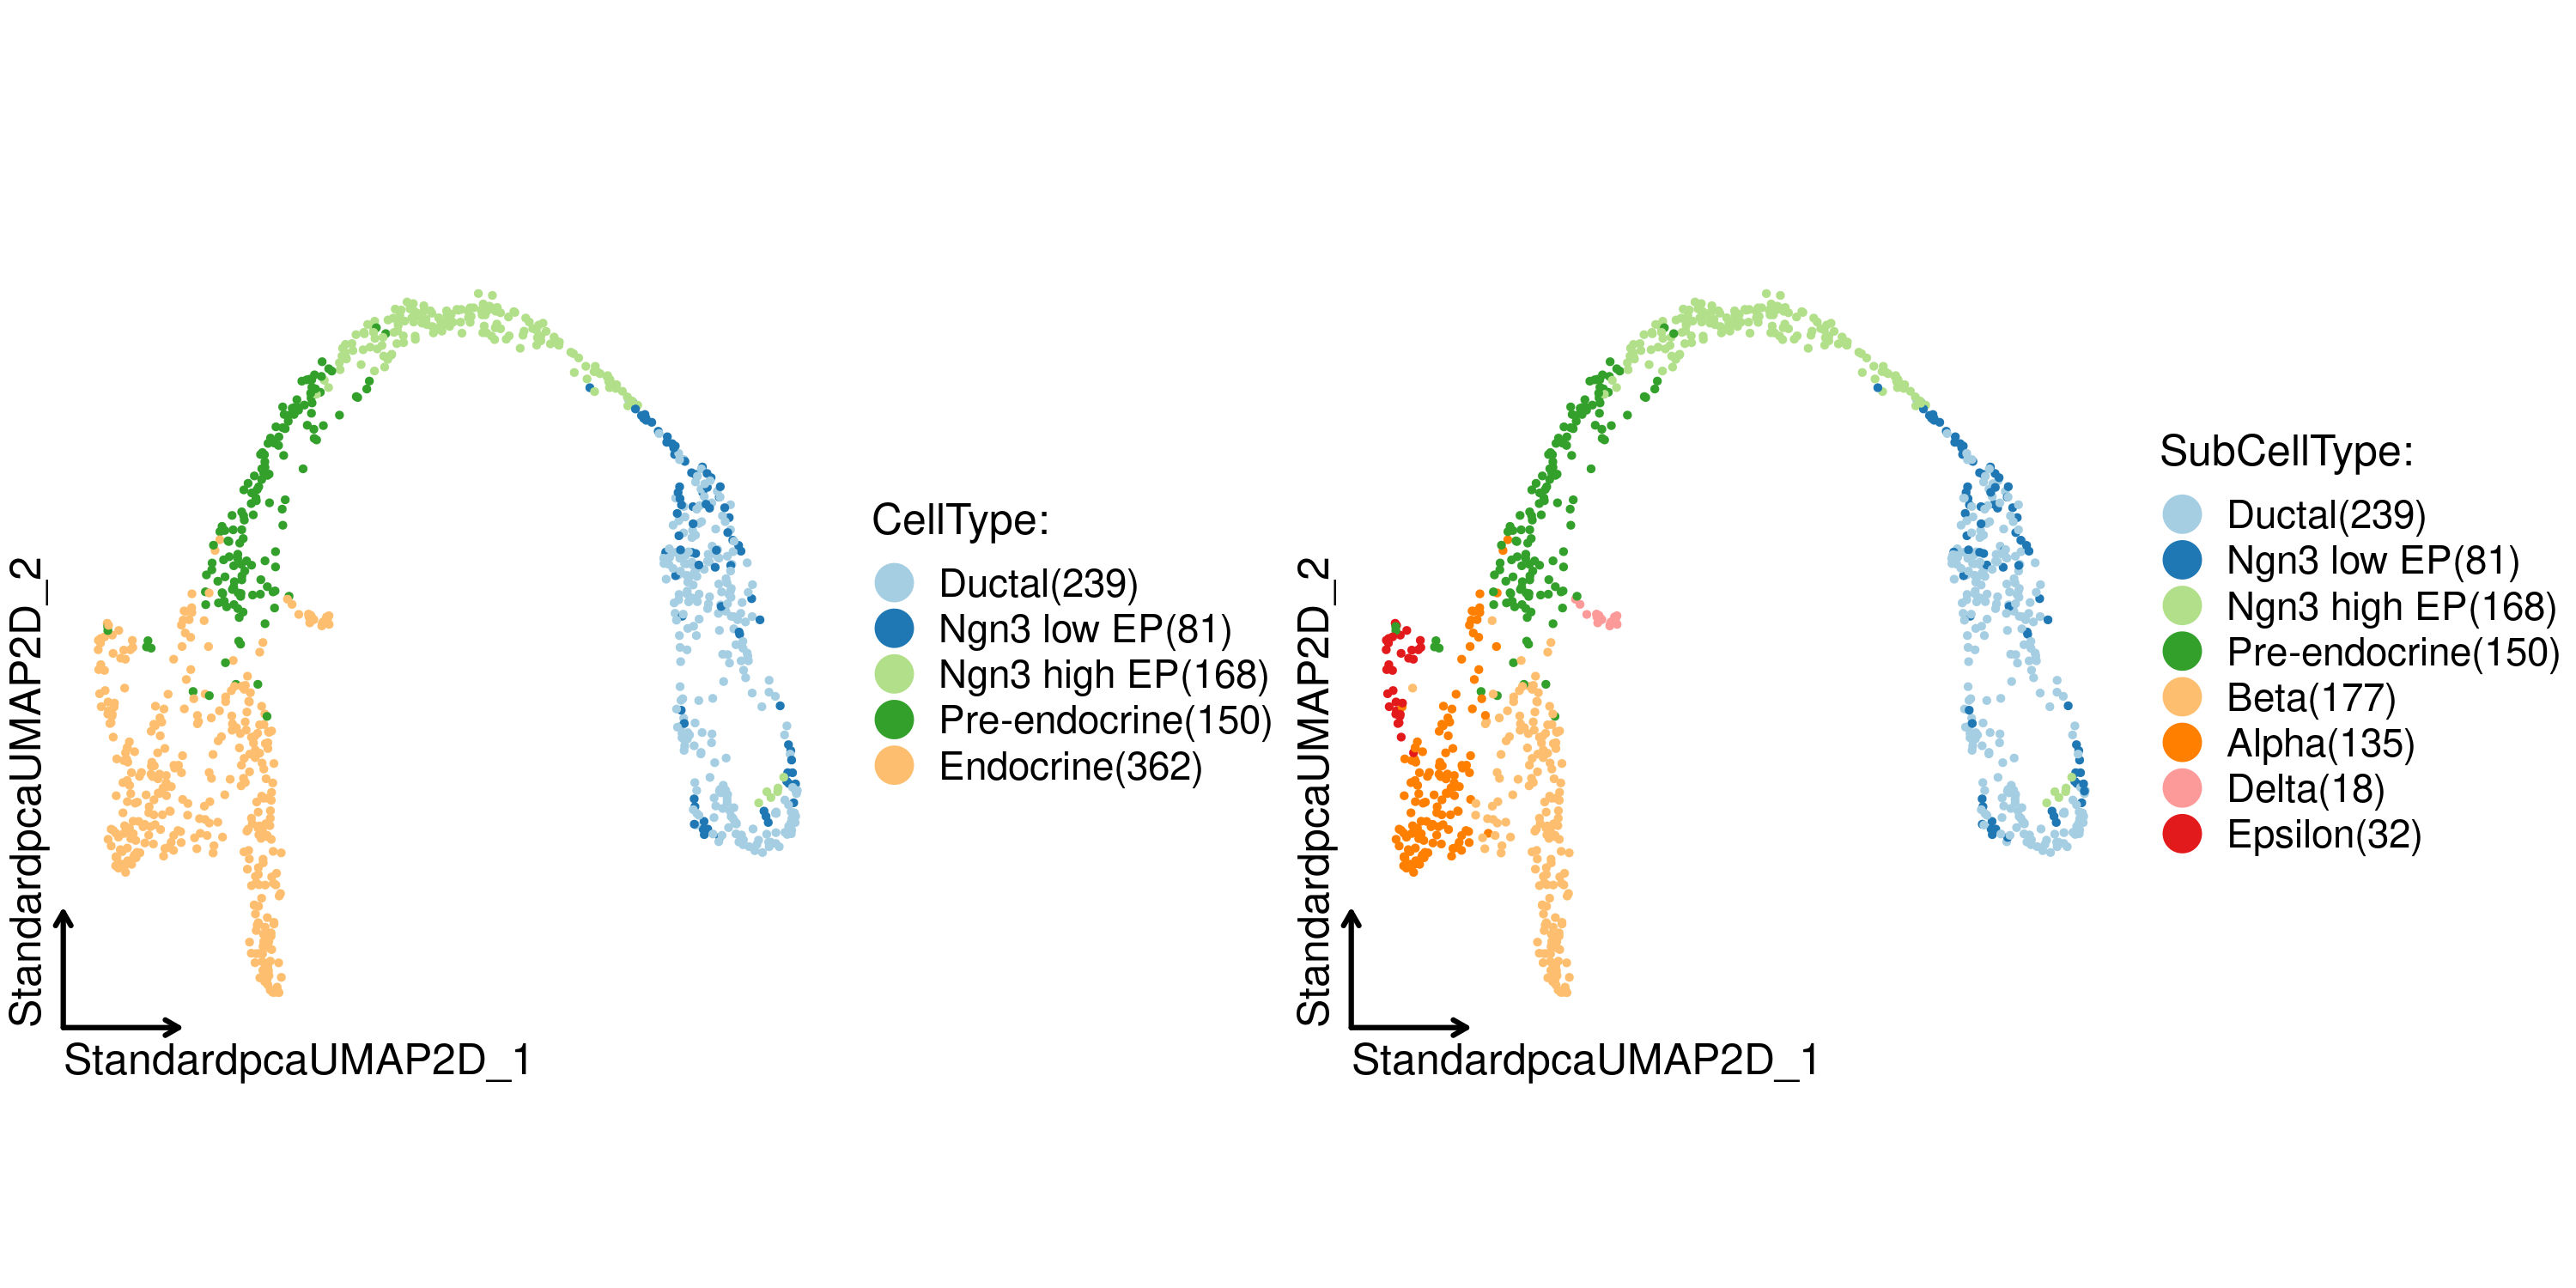 CellType:
Ductal(239)
Ngn3 low EP(81)
Ngn3 high EP(168)
Pre-endocrine(150)
Endocrine(362)
StandardpcaUMAP2D_2
StandardpcaUMAP2D_1
SubCellType:
Ductal(239)
Ngn3 low EP(81)
Ngn3 high EP(168)
Pre-endocrine(150)
Beta(177)
Alpha(135)
Delta(18)
Epsilon(32)
StandardpcaUMAP2D_2
StandardpcaUMAP2D_1